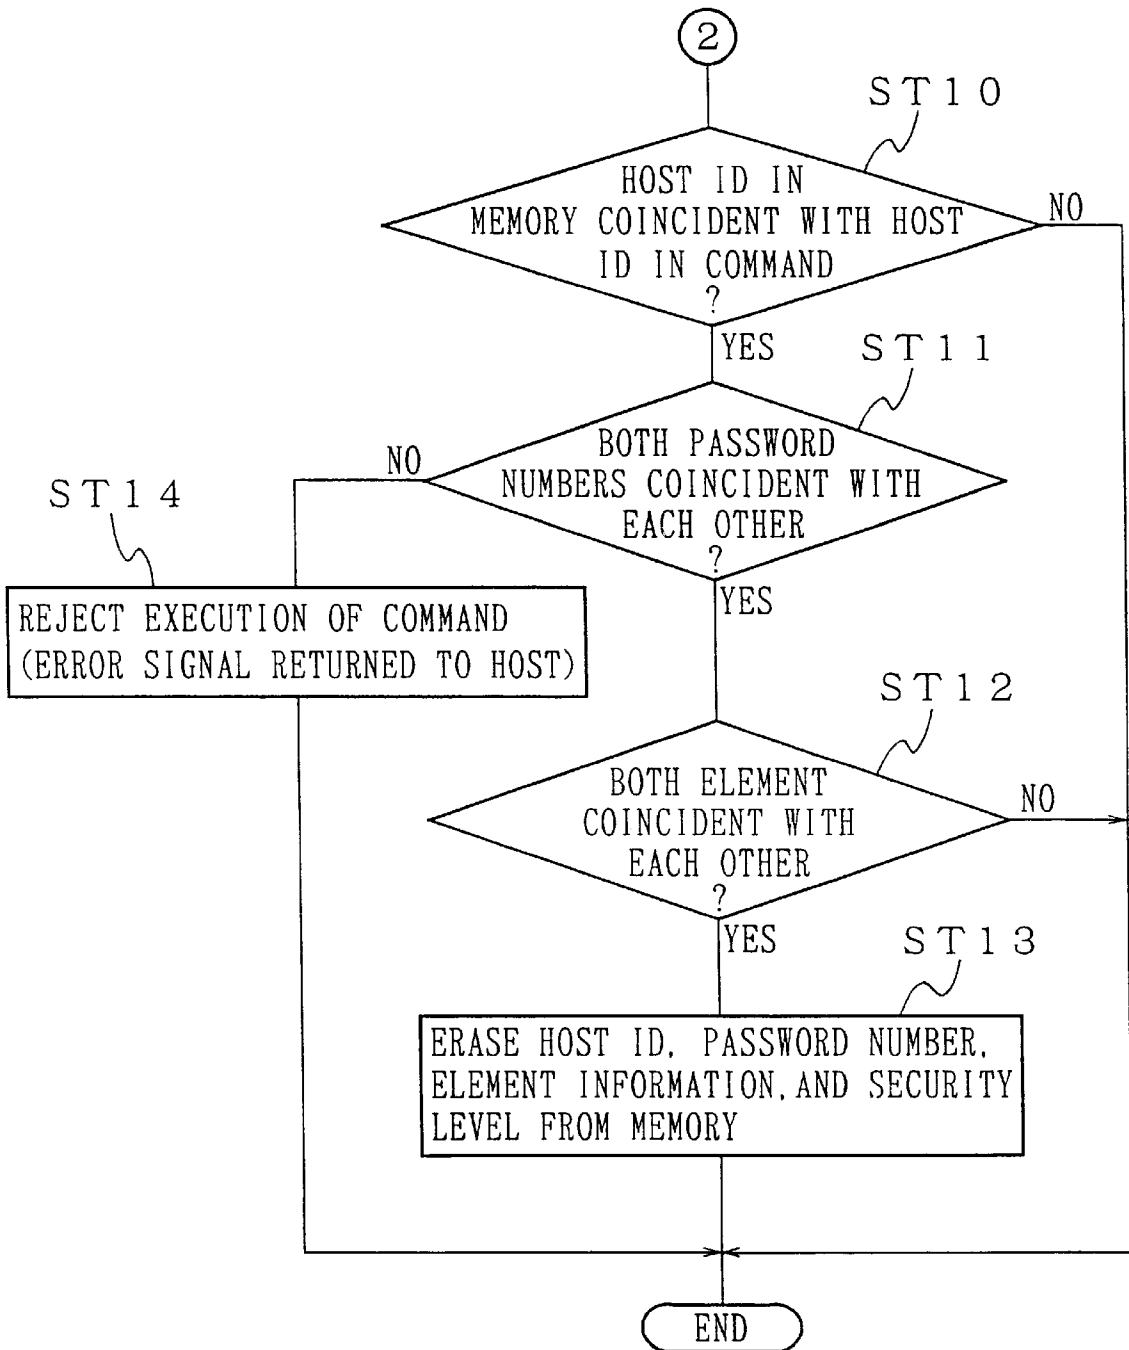 2
ST10
HOST ID IN
MEMORY COINCIDENT WITH HOST
ID IN COMMAND
?
NO
YES
ST11
BOTH PASSWORD
NUMBERS COINCIDENT WITH
EACH OTHER
?
NO
YES
ST14
REJECT EXECUTION OF COMMAND
(ERROR SIGNAL RETURNED TO HOST)
ST12
BOTH ELEMENT
COINCIDENT WITH
EACH OTHER
?
NO
YES
ST13
ERASE HOST ID, PASSWORD NUMBER,
ELEMENT INFORMATION, AND SECURITY
LEVEL FROM MEMORY
END